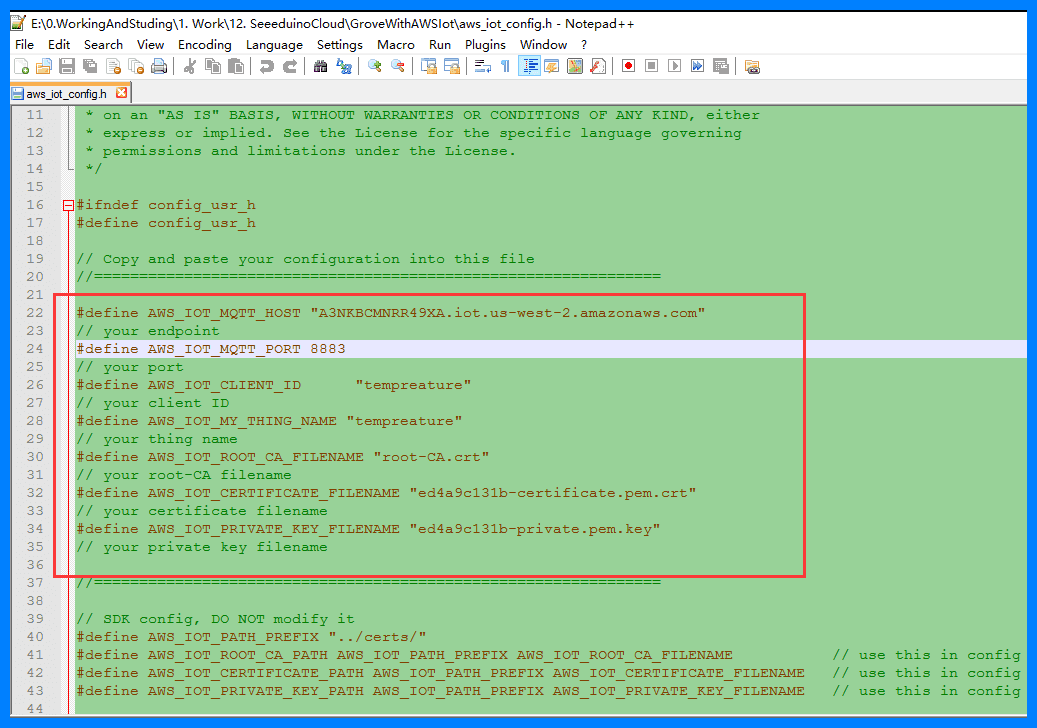 E:\0.WorkingAndStuding\1. Work\12. SeeeduinoCloud\GroveWithAWSIot\aws_iot_config.h - Notepad++
File Edit Search View Encoding Language Settings Macro Run Plugins Window ?
aws_iot_config.h
11 * on an "AS IS" BASIS, WITHOUT WARRANTIES OR CONDITIONS OF ANY KIND, either
12 * express or implied. See the License for the specific language governing
13 * permissions and limitations under the License.
14 */
15
16 #ifndef config_usr_h
17 #define config_usr_h
18
19 // Copy and paste your configuration into this file
20 //===============================================================
21
22 #define AWS_IOT_MQTT_HOST "A3NKBCMNRR49XA.iot.us-west-2.amazonaws.com"
23 // your endpoint
24 #define AWS_IOT_MQTT_PORT 8883
25 // your port
26 #define AWS_IOT_CLIENT_ID "tempreature"
27 // your client ID
28 #define AWS_IOT_MY_THING_NAME "tempreature"
29 // your thing name
30 #define AWS_IOT_ROOT_CA_FILENAME "root-CA.crt"
31 // your root-CA filename
32 #define AWS_IOT_CERTIFICATE_FILENAME "ed4a9c131b-certificate.pem.crt"
33 // your certificate filename
34 #define AWS_IOT_PRIVATE_KEY_FILENAME "ed4a9c131b-private.pem.key"
35 // your private key filename
36
37 //===============================================================
38
39 // SDK config, DO NOT modify it
40 #define AWS_IOT_PATH_PREFIX "../certs/"
41 #define AWS_IOT_ROOT_CA_PATH AWS_IOT_PATH_PREFIX AWS_IOT_ROOT_CA_FILENAME // use this in config
42 #define AWS_IOT_CERTIFICATE_PATH AWS_IOT_PATH_PREFIX AWS_IOT_CERTIFICATE_FILENAME // use this in config
43 #define AWS_IOT_PRIVATE_KEY_PATH AWS_IOT_PATH_PREFIX AWS_IOT_PRIVATE_KEY_FILENAME // use this in config
44